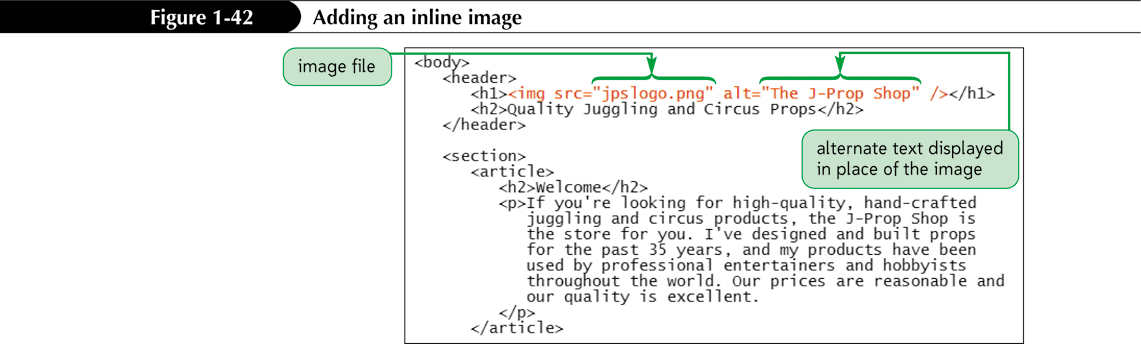 Figure 1-42 Adding an inline image
image file
<body>
<header>
<h1><img src="jpslogo.png" alt="The J-Prop Shop" /></h1>
<h2>Quality Juggling and Circus Props</h2>
</header>
alternate text displayed
in place of the image
<section>
<article>
<h2>Welcome</h2>
<p>If you're looking for high-quality, hand-crafted
juggling and circus products, the J-Prop Shop is
the store for you. I've designed and built props
for the past 35 years, and my products have been
used by professional entertainers and hobbyists
throughout the world. Our prices are reasonable and
our quality is excellent.
</p>
</article>